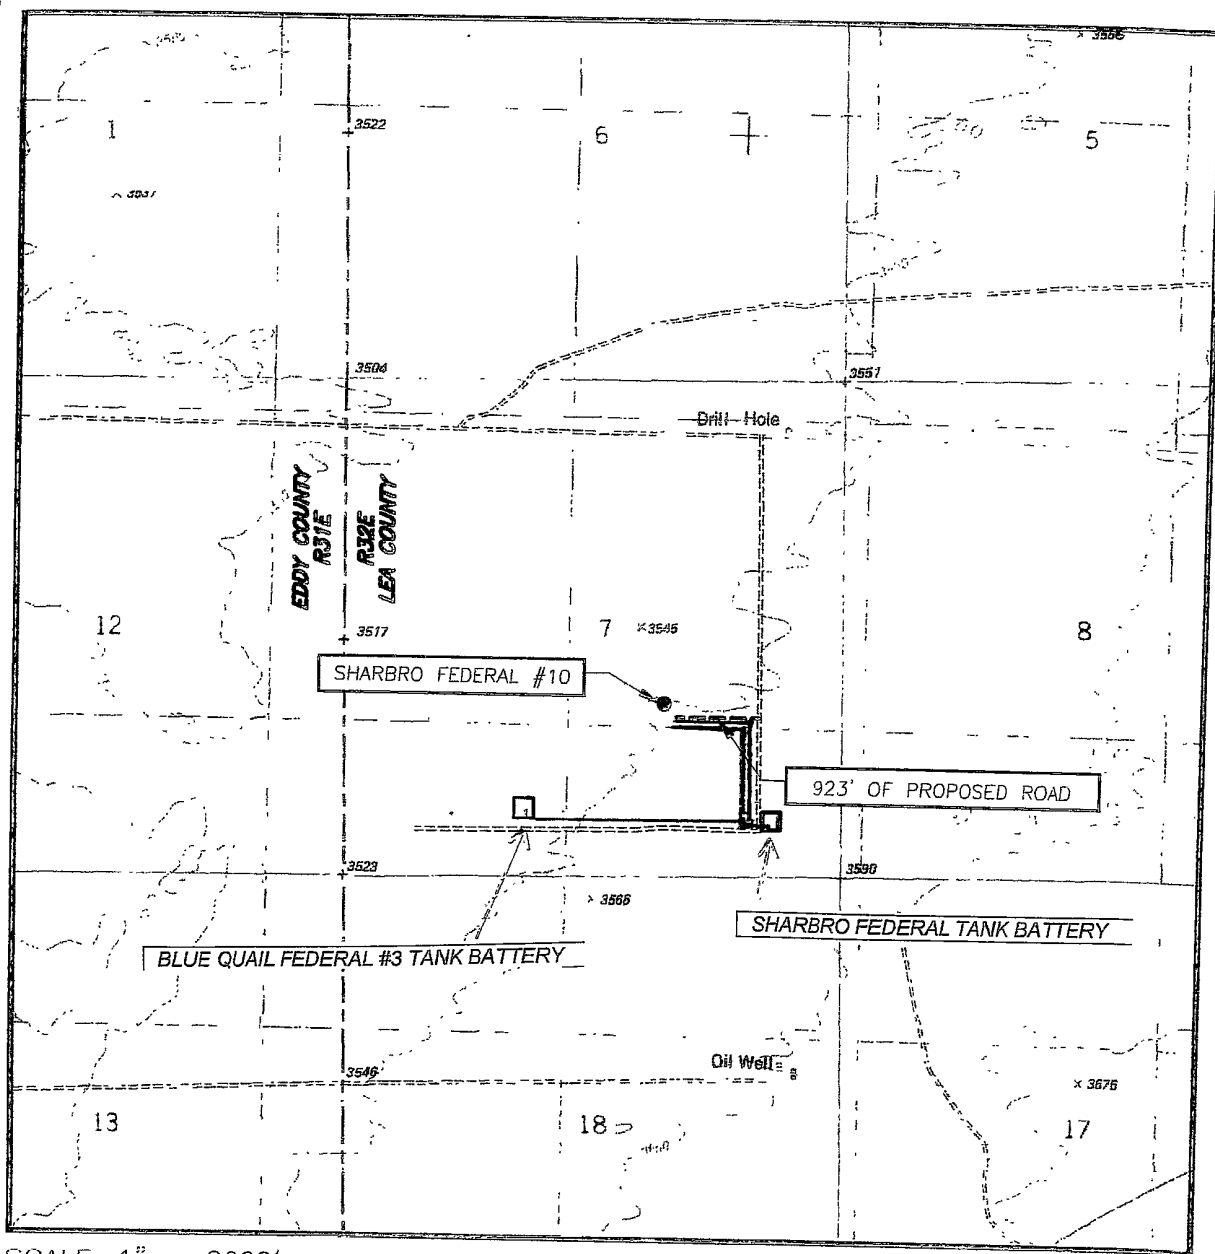 1
3522
6
5
3504
3551
Drill Hole
EDDY COUNTY
R31E
R32E
LEA COUNTY
12
3517
7
8
SHARBRO FEDERAL #10
923' OF PROPOSED ROAD
1
3523
3566
SHARBRO FEDERAL TANK BATTERY
BLUE QUAIL FEDERAL #3 TANK BATTERY
Oil Well
3546
3676
13
18
17